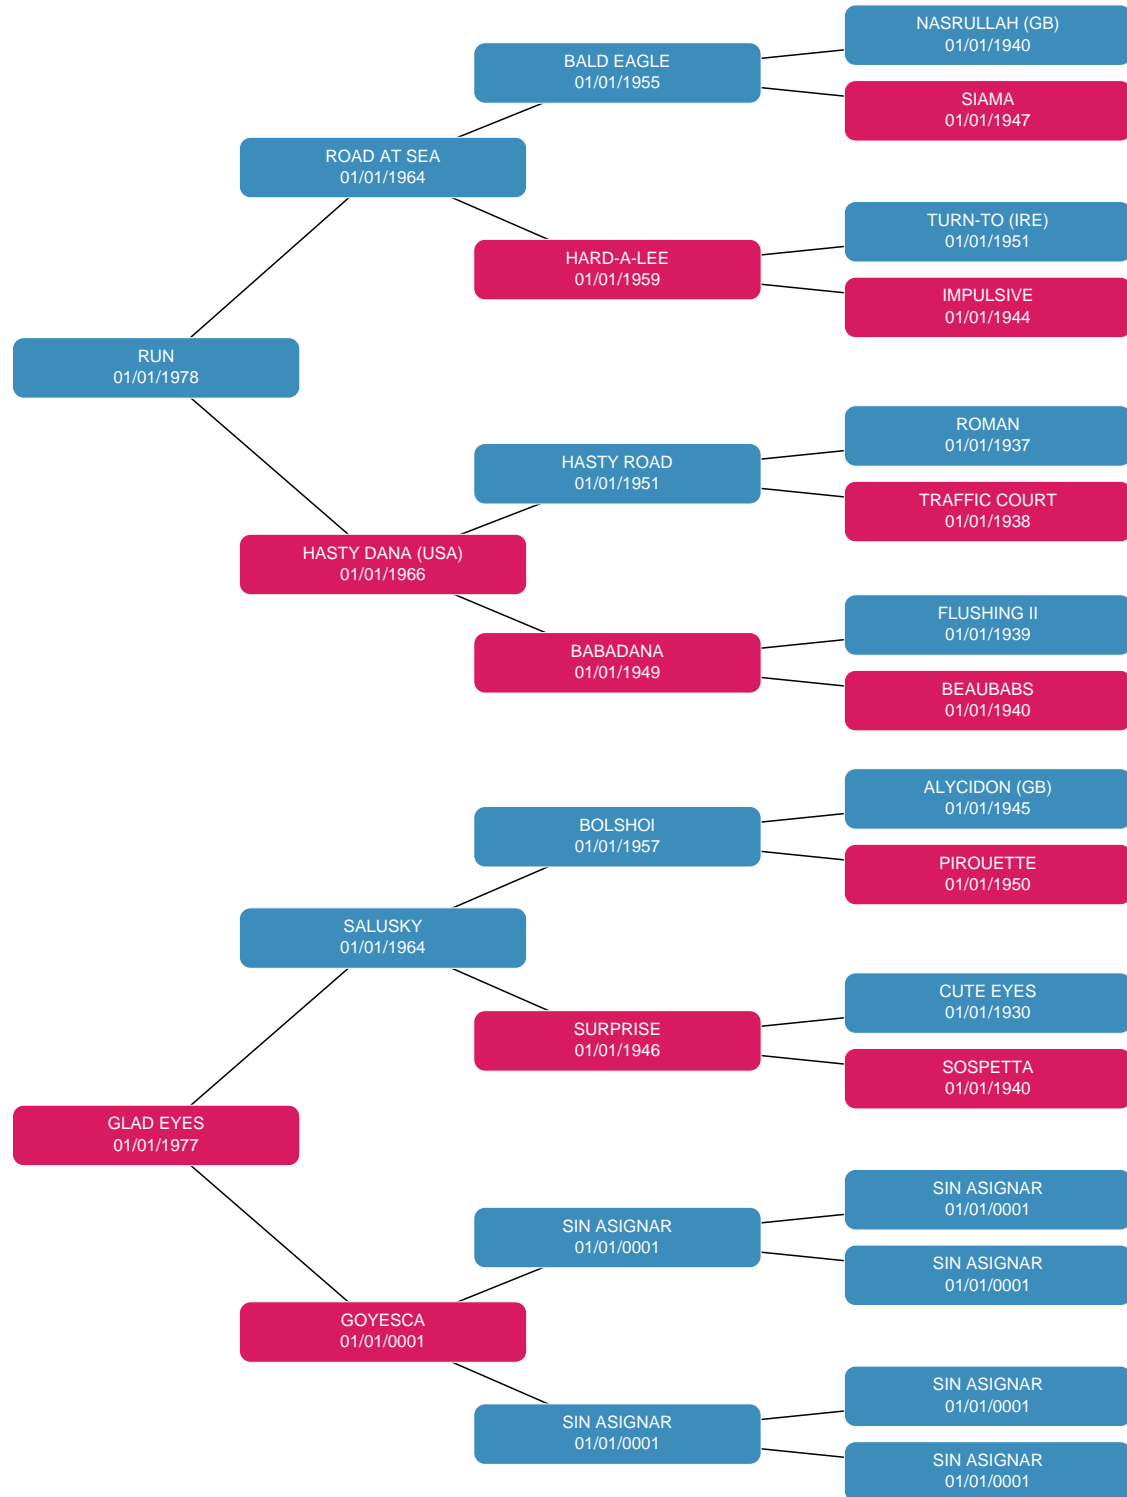 NASRULLAH (GB)
01/01/1940
BALD EAGLE
01/01/1955
SIAMA
01/01/1947
ROAD AT SEA
01/01/1964
TURN-TO (IRE)
01/01/1951
HARD-A-LEE
01/01/1959
IMPULSIVE
01/01/1944
RUN
01/01/1978
ROMAN
01/01/1937
HASTY ROAD
01/01/1951
TRAFFIC COURT
01/01/1938
HASTY DANA (USA)
01/01/1966
FLUSHING II
01/01/1939
BABADANA
01/01/1949
BEAUBABS
01/01/1940
ALYCIDON (GB)
01/01/1945
BOLSHOI
01/01/1957
PIROUETTE
01/01/1950
SALUSKY
01/01/1964
CUTE EYES
01/01/1930
SURPRISE
01/01/1946
SOSPETTA
01/01/1940
GLAD EYES
01/01/1977
SIN ASIGNAR
01/01/0001
SIN ASIGNAR
01/01/0001
SIN ASIGNAR
01/01/0001
GOYESCA
01/01/0001
SIN ASIGNAR
01/01/0001
SIN ASIGNAR
01/01/0001
SIN ASIGNAR
01/01/0001